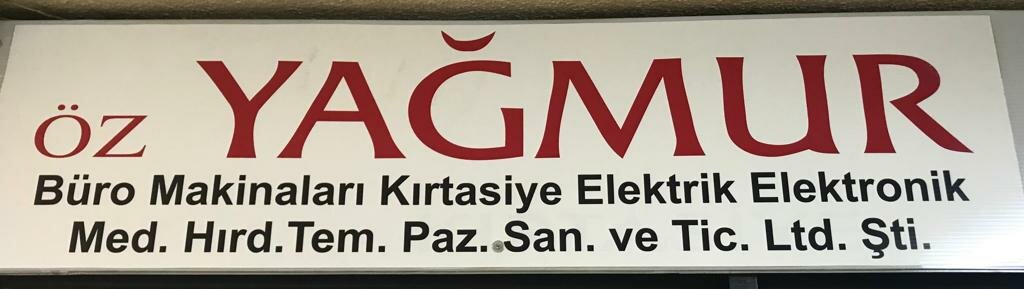 ÖZ YAĞMUR
Büro Makinaları Kırtasiye Elektrik Elektronik
Med. Hırd.Tem. Paz. San. ve Tic. Ltd. Şti.